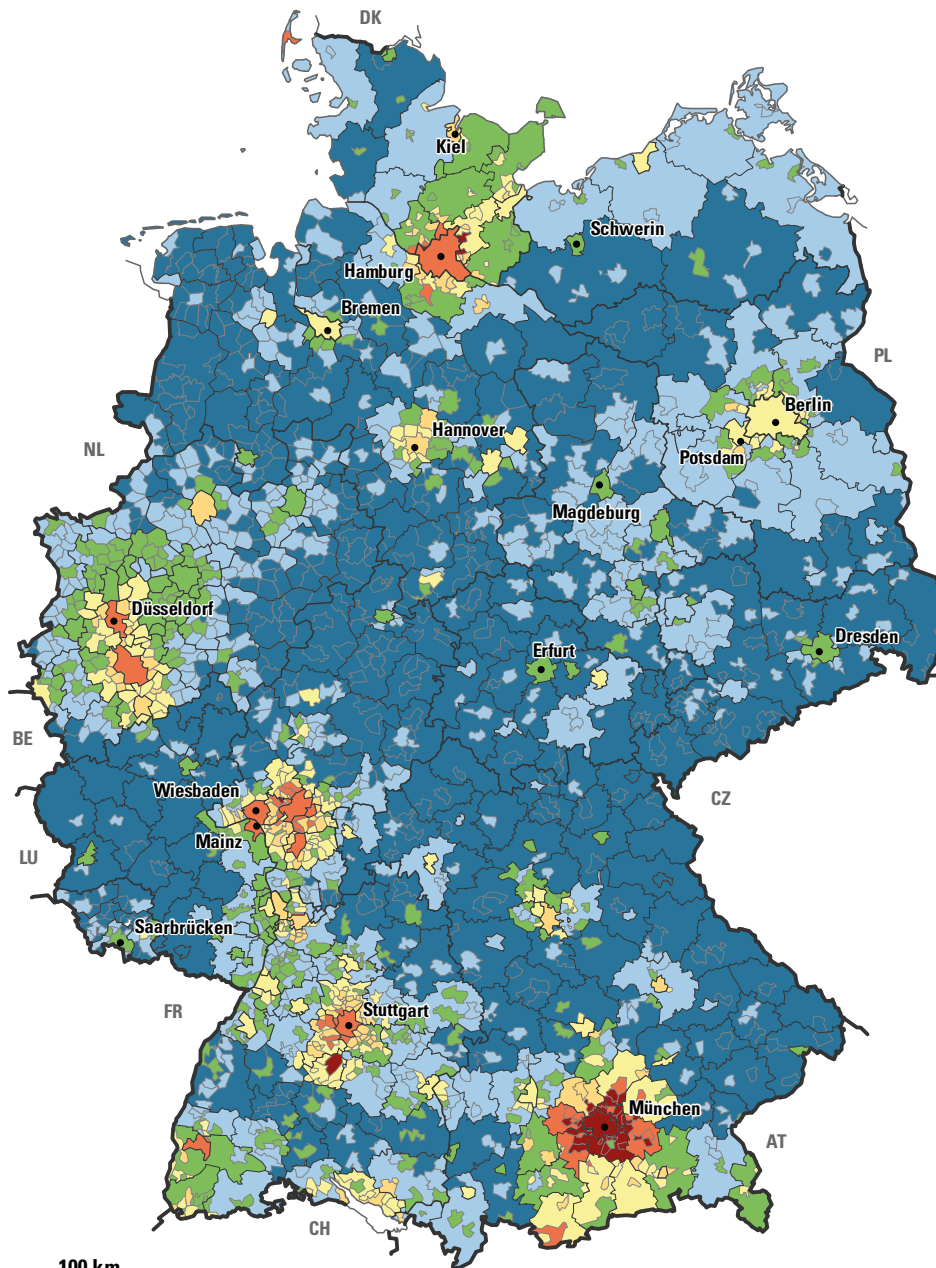 DK
Kiel
Schwerin
Hamburg
Bremen
PL
Berlin
Hannover
NL
Potsdam
Magdeburg
Düsseldorf
Dresden
Erfurt
BE
Wiesbaden
CZ
Mainz
LU
Saarbrücken
FR
Stuttgart
München
AT
CH
100 km